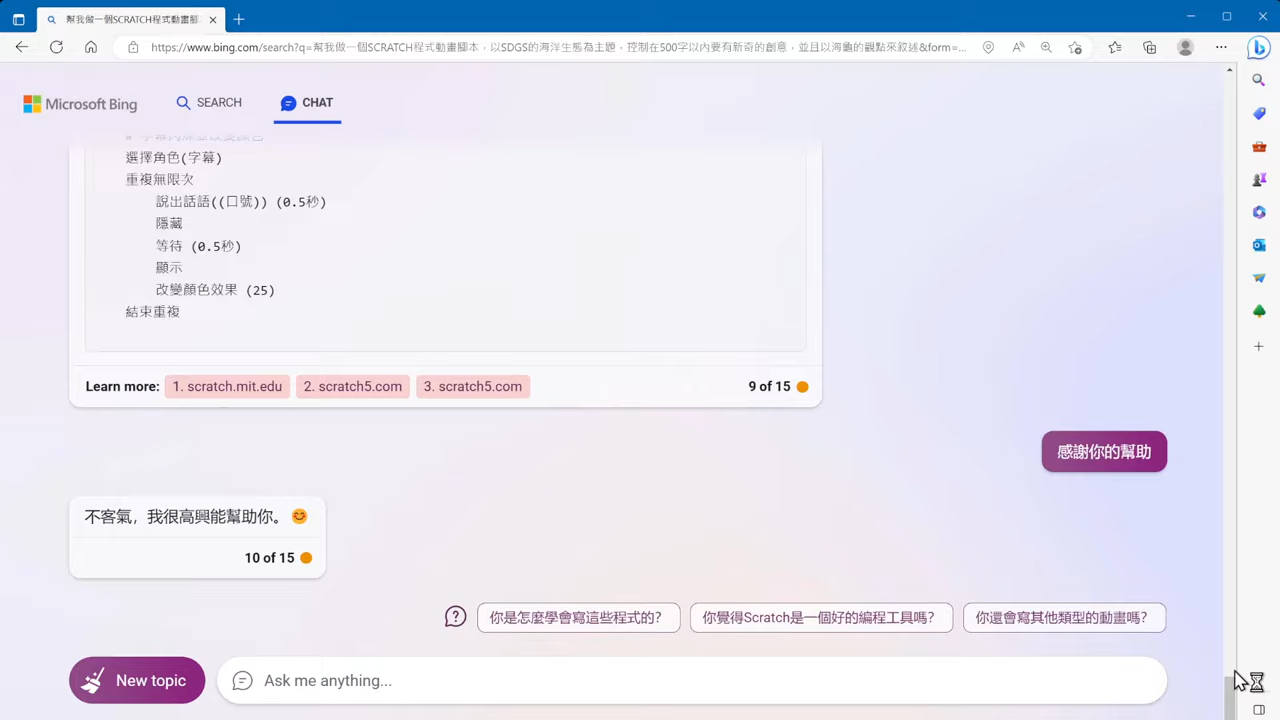 幫我做一個SCRATCH程式動畫腳
https://www.bing.com/search?q=幫我做一個SCRATCH程式動畫腳本，以SDGS的海洋生態為主題，控制在500字以內要有新奇的創意，並且以海龜的觀點來敘述&form=...
Microsoft Bing
SEARCH
CHAT
選擇角色(字幕)
重複無限次
說出話語((口號)) (0.5秒)
隱藏
等待 (0.5秒)
顯示
改變顏色效果 (25)
結束重複
Learn more: 1. scratch.mit.edu 2. scratch5.com 3. scratch5.com 9 of 15
感謝你的幫助
不客氣，我很高興能幫助你。😊
10 of 15
你是怎麼學會寫這些程式的？ 你覺得Scratch是一個好的編程工具嗎？ 你還會寫其他類型的動畫嗎？
New topic
Ask me anything...